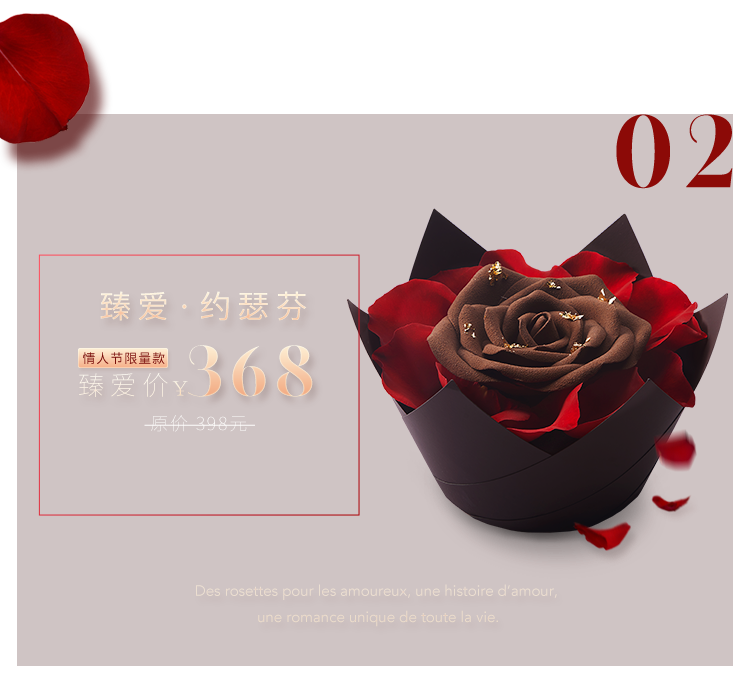 02
臻爱·约瑟芬
情人节限量款
臻爱价¥368
原价 398元
Des rosettes pour les amoureux, une histoire d'amour,
une romance unique de toute la vie.